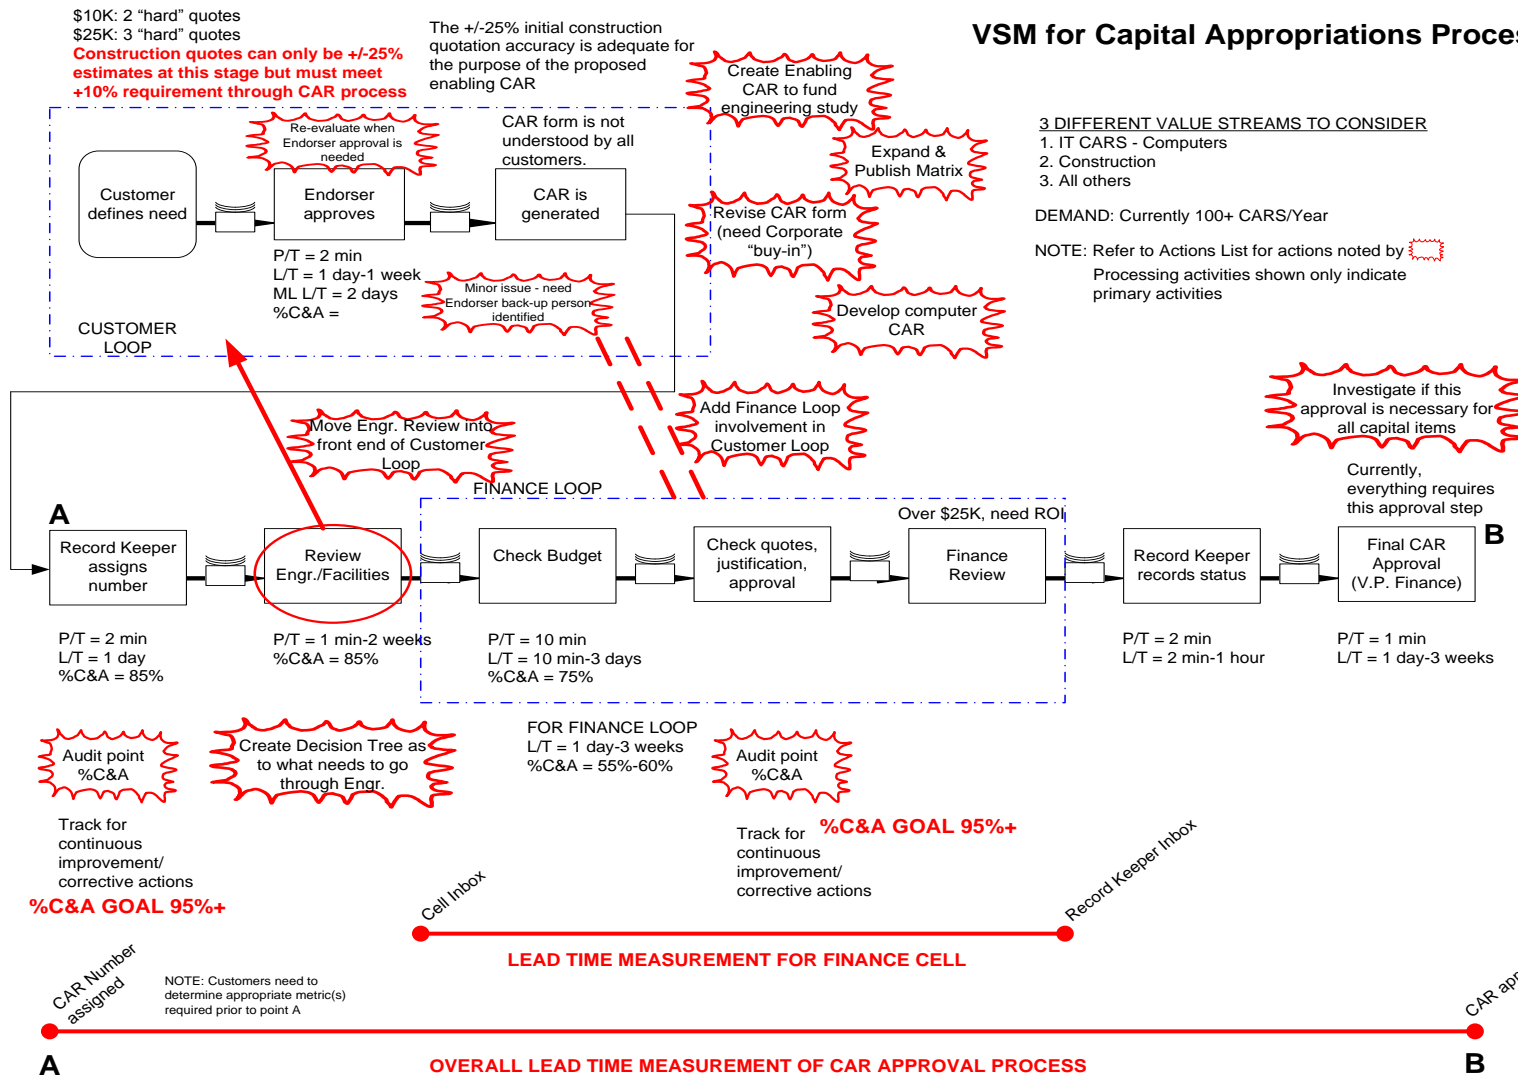 $10K: 2 “hard” quotes
$25K: 3 “hard” quotes
Construction quotes can only be +/-25%
estimates at this stage but must meet
+10% requirement through CAR process
The +/-25% initial construction
quotation accuracy is adequate for
the purpose of the proposed
enabling CAR
VSM for Capital Appropriations Proces
Create Enabling
CAR to fund
engineering study
Expand &
Publish Matrix
Revise CAR form
(need Corporate
“buy-in”)
Develop computer
CAR
3 DIFFERENT VALUE STREAMS TO CONSIDER
1. IT CARS - Computers
2. Construction
3. All others
DEMAND: Currently 100+ CARS/Year
NOTE: Refer to Actions List for actions noted by
Processing activities shown only indicate
primary activities
Re-evaluate when
Endorser approval is
needed
CAR form is not
understood by all
customers.
Customer
defines need
Endorser
approves
CAR is
generated
P/T = 2 min
L/T = 1 day-1 week
ML L/T = 2 days
%C&A =
Minor issue - need
Endorser back-up person
identified
CUSTOMER
LOOP
Move Engr. Review into
front end of Customer
Loop
Add Finance Loop
involvement in
Customer Loop
Investigate if this
approval is necessary for
all capital items
Currently,
everything requires
this approval step
FINANCE LOOP
Over $25K, need ROI
A
B
Record Keeper
assigns
number
Review
Engr./Facilities
Check Budget
Check quotes,
justification,
approval
Finance
Review
Record Keeper
records status
Final CAR
Approval
(V.P. Finance)
P/T = 2 min
L/T = 1 day
%C&A = 85%
P/T = 1 min-2 weeks
%C&A = 85%
P/T = 10 min
L/T = 10 min-3 days
%C&A = 75%
P/T = 2 min
L/T = 2 min-1 hour
P/T = 1 min
L/T = 1 day-3 weeks
Audit point
%C&A
Create Decision Tree as
to what needs to go
through Engr.
FOR FINANCE LOOP
L/T = 1 day-3 weeks
%C&A = 55%-60%
Audit point
%C&A
Track for
continuous
improvement/
corrective actions
%C&A GOAL 95%+
Track for
continuous
improvement/
corrective actions
%C&A GOAL 95%+
Cell Inbox
Record Keeper Inbox
LEAD TIME MEASUREMENT FOR FINANCE CELL
CAR Number
assigned
NOTE: Customers need to
determine appropriate metric(s)
required prior to point A
CAR app
A
OVERALL LEAD TIME MEASUREMENT OF CAR APPROVAL PROCESS
B